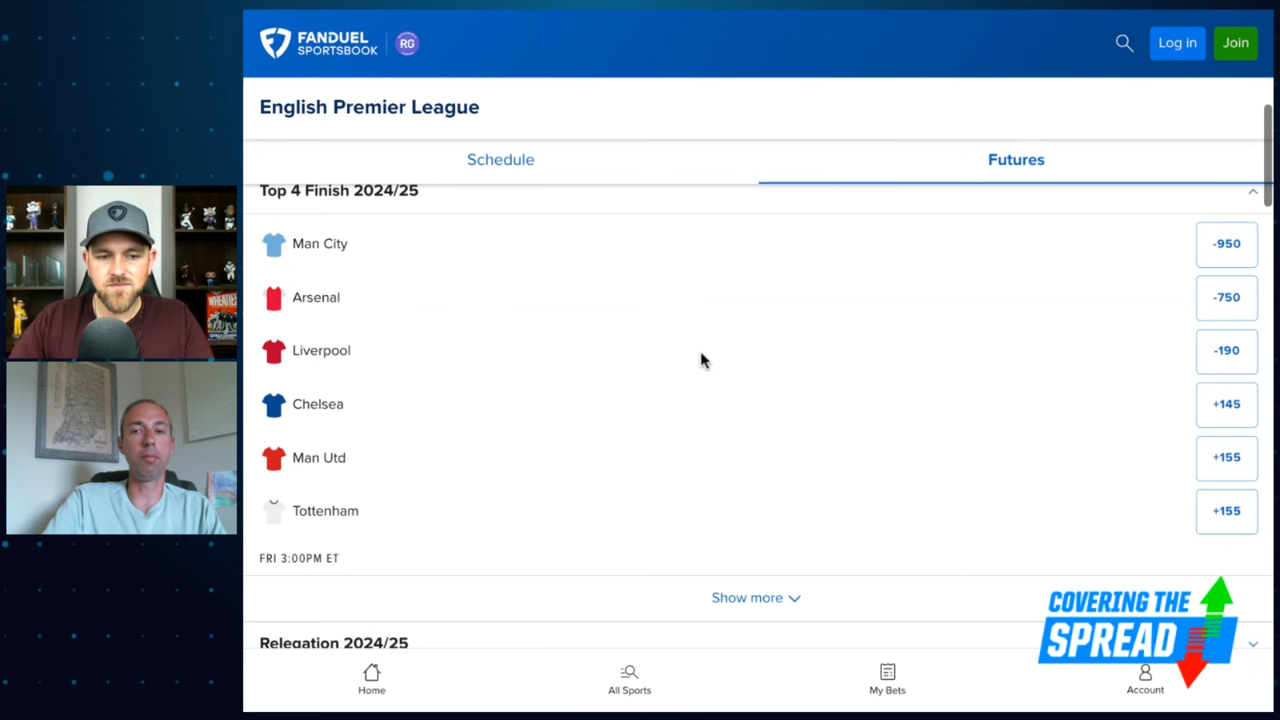 FANDUEL
SPORTSBOOK
RG
Log in
Join
English Premier League
Schedule
Futures
Top 4 Finish 2024/25
Man City
-950
Arsenal
-750
Liverpool
-190
Chelsea
+145
Man Utd
+155
Tottenham
+155
FRI 3:00PM ET
Show more
Relegation 2024/25
COVERING THE
SPREAD
Home
All Sports
My Bets
Account
WHEATIES